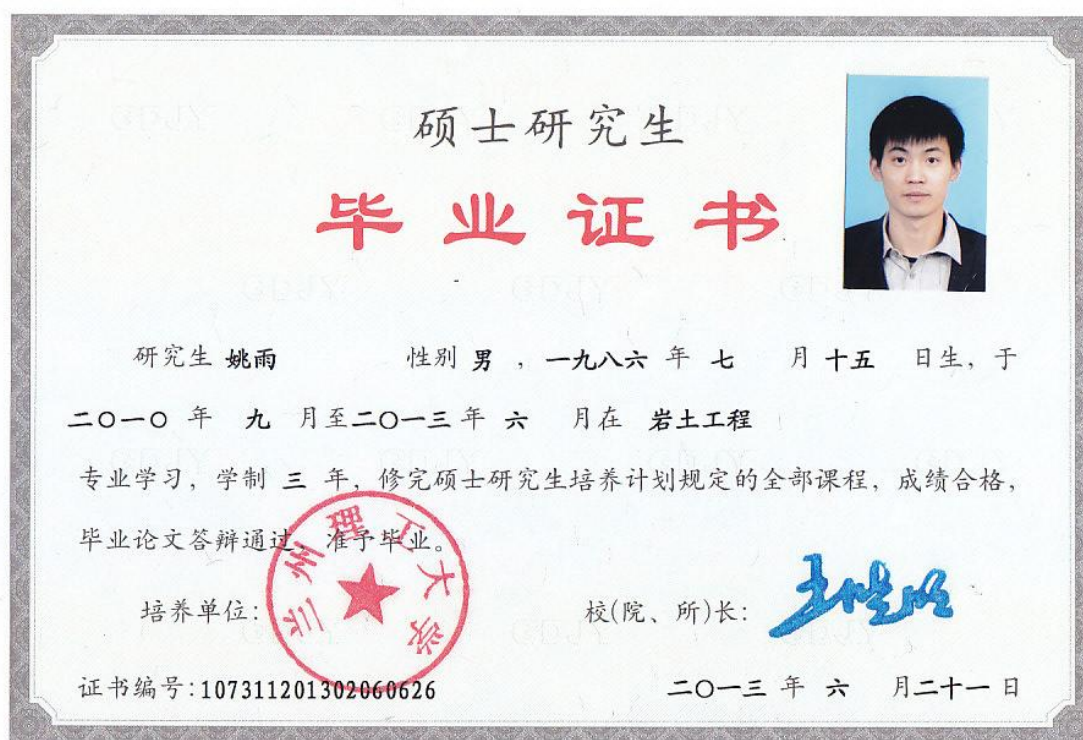 硕士研究生
毕业证书
研究生 姚雨 性别 男 ，一九八六 年 七 月 十五 日生，于
二〇一〇 年 九 月至二〇一三 年 六 月在 岩土工程
专业学习，学制 三 年，修完硕士研究生培养计划规定的全部课程，成绩合格，
毕业论文答辩通过，准予毕业。
兰州理工大学
培养单位： 校(院、所)长：
证书编号：107311201302060626 二〇一三 年 六 月二十一 日